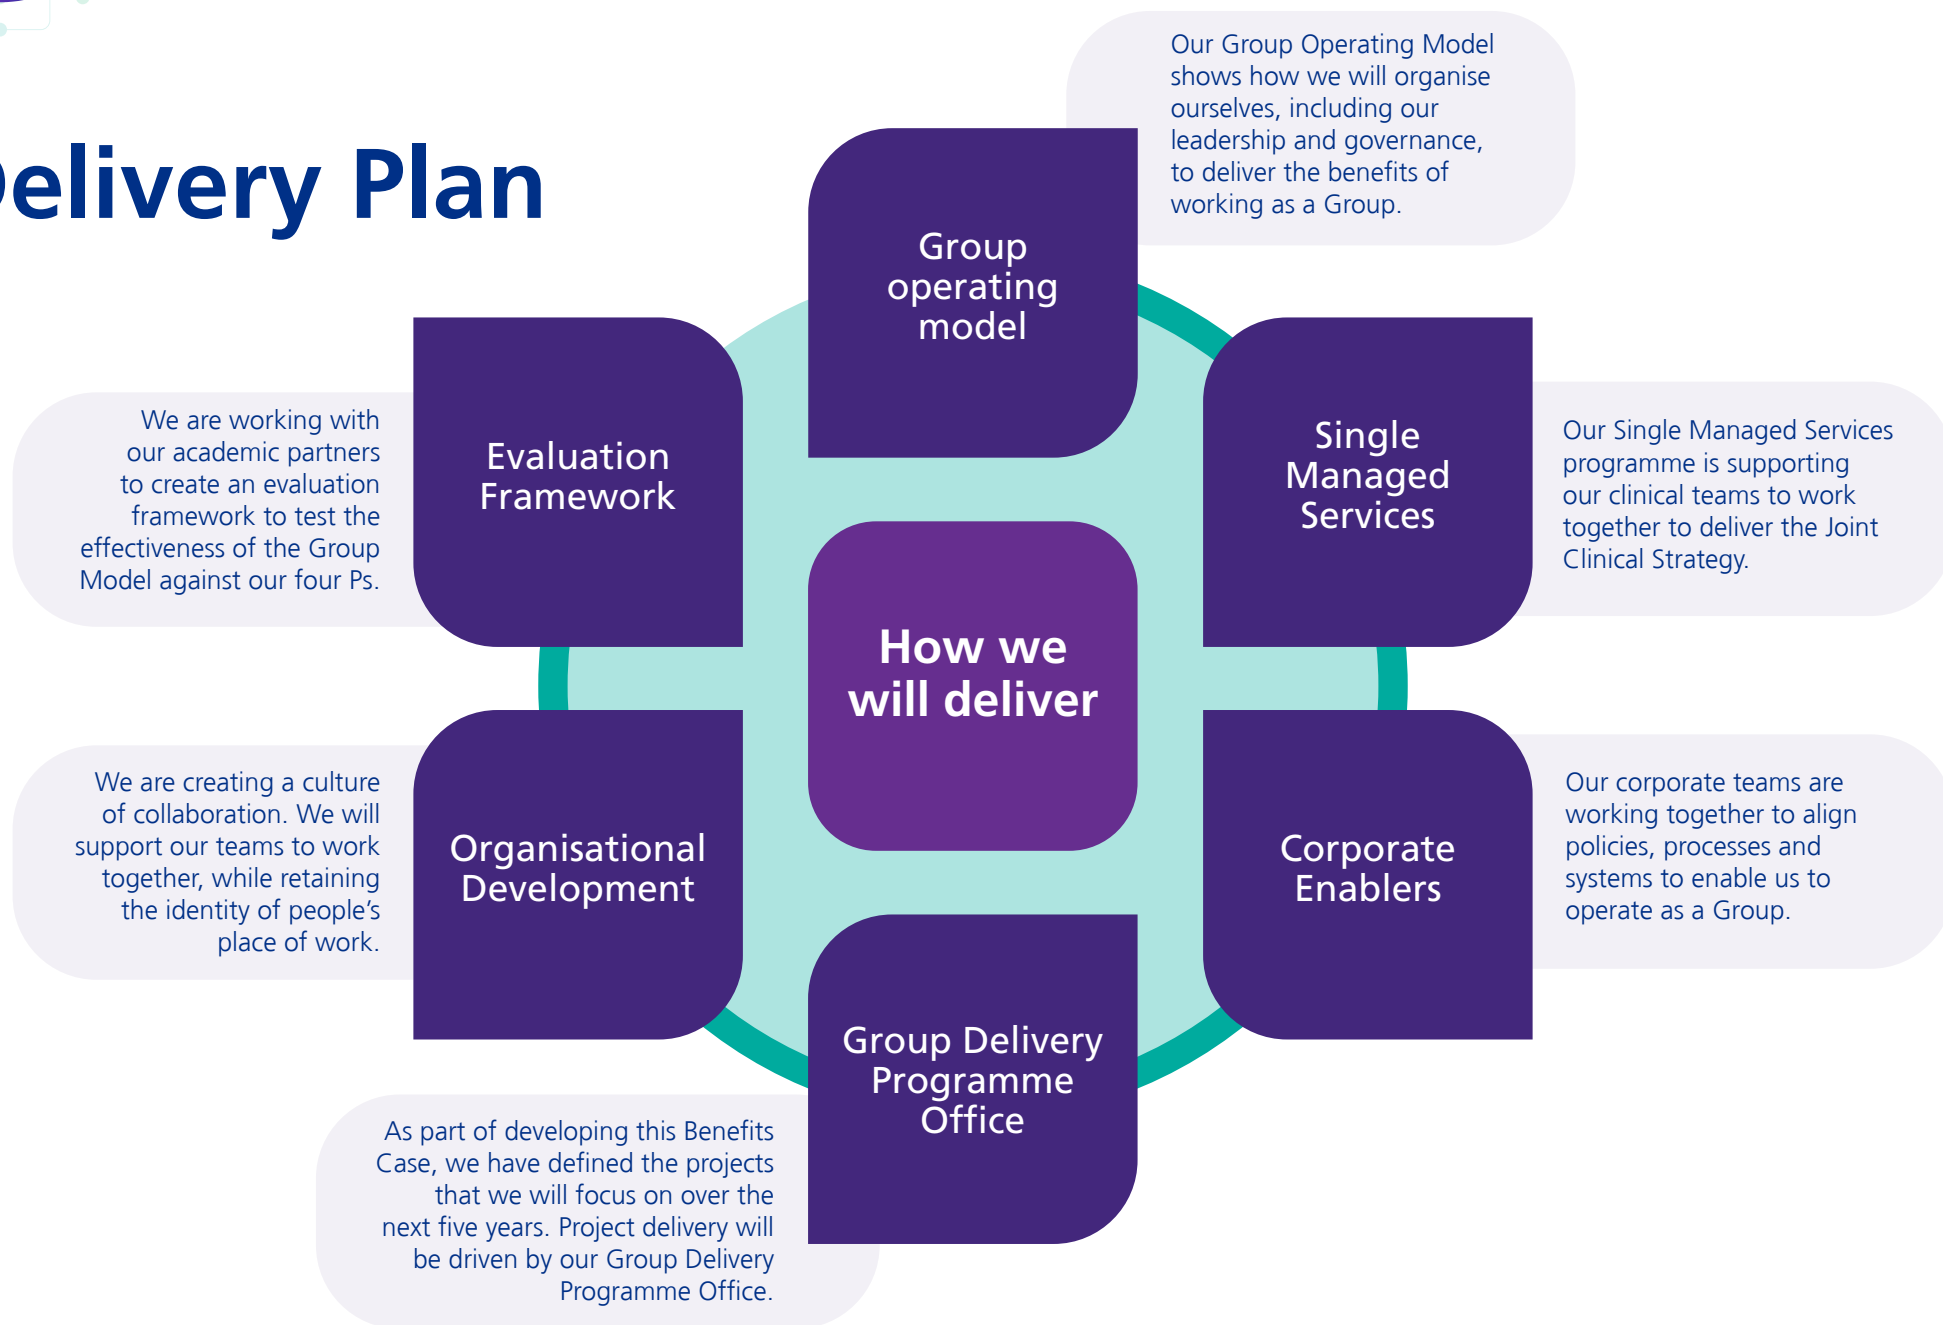 Delivery Plan
Our Group Operating Model
shows how we will organise
ourselves, including our
leadership and governance,
to deliver the benefits of
working as a Group.
Group
operating
model
Evaluation
Framework
We are working with
our academic partners
to create an evaluation
framework to test the
effectiveness of the Group
Model against our four Ps.
Single
Managed
Services
Our Single Managed Services
programme is supporting
our clinical teams to work
together to deliver the Joint
Clinical Strategy.
How we
will deliver
We are creating a culture
of collaboration. We will
support our teams to work
together, while retaining
the identity of people’s
place of work.
Organisational
Development
Corporate
Enablers
Our corporate teams are
working together to align
policies, processes and
systems to enable us to
operate as a Group.
Group Delivery
Programme
Office
As part of developing this Benefits
Case, we have defined the projects
that we will focus on over the
next five years. Project delivery will
be driven by our Group Delivery
Programme Office.